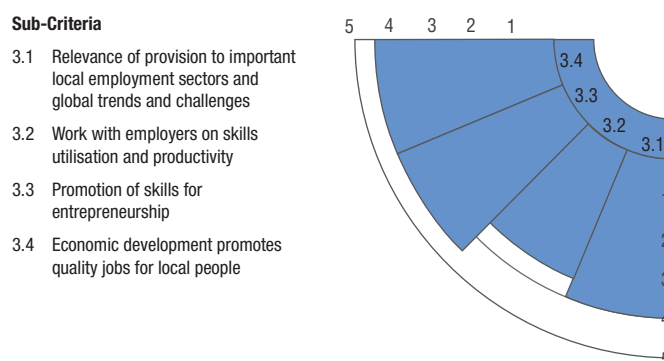 Sub-Criteria
3.1 Relevance of provision to important
local employment sectors and
global trends and challenges
3.2 Work with employers on skills
utilisation and productivity
3.3 Promotion of skills for
entrepreneurship
3.4 Economic development promotes
quality jobs for local people
5 4 3 2 1
3.4
3.3
3.2
3.1